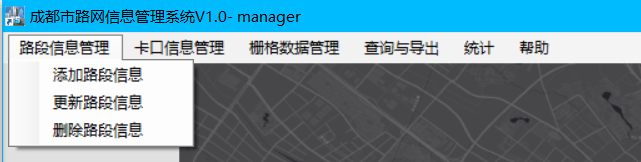 成都市路网信息管理系统V1.0- manager
路段信息管理 卡口信息管理 栅格数据管理 查询与导出 统计 帮助
添加路段信息
更新路段信息
删除路段信息